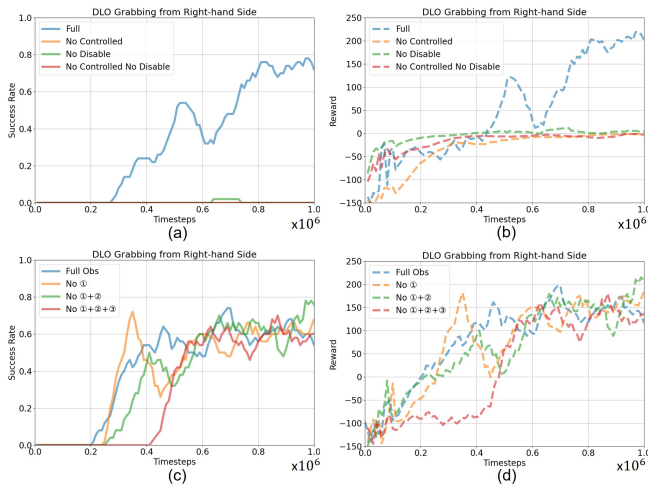 DLO Grabbing from Right-hand Side
1.0
0.8
0.6
0.4
0.2
0.0
Success Rate
Full
No Controlled
No Disable
No Controlled No Disable
0.0 0.2 0.4 0.6 0.8 1.0
Timesteps
x10⁶
(a)
DLO Grabbing from Right-hand Side
250
200
150
100
50
0
−50
−100
−150
Reward
Full
No Controlled
No Disable
No Controlled No Disable
0.0 0.2 0.4 0.6 0.8 1.0
Timesteps
x10⁶
(b)
DLO Grabbing from Right-hand Side
1.0
0.8
0.6
0.4
0.2
0.0
Success Rate
Full Obs
No ①
No ①+②
No ①+②+③
0.0 0.2 0.4 0.6 0.8 1.0
Timesteps
x10⁶
(c)
DLO Grabbing from Right-hand Side
250
200
150
100
50
0
−50
−100
−150
Reward
Full Obs
No ①
No ①+②
No ①+②+③
0.0 0.2 0.4 0.6 0.8 1.0
Timesteps
x10⁶
(d)